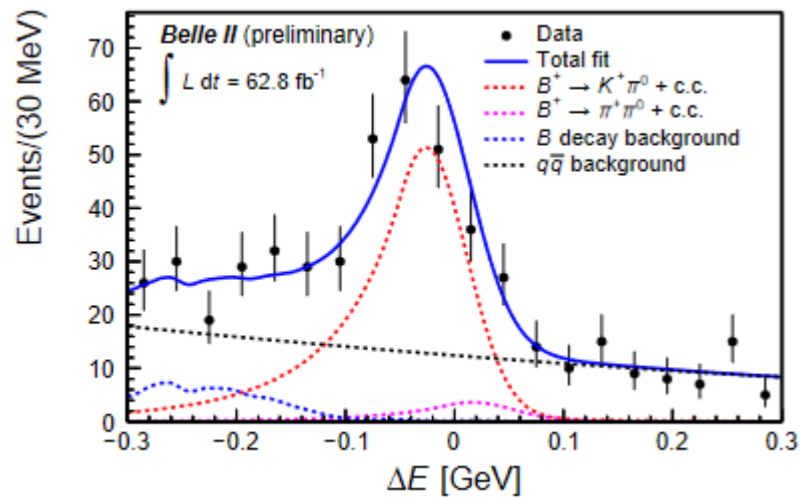 Belle II (preliminary)
∫ L dt = 62.8 fb⁻¹
Data
Total fit
B⁺ → K⁺π⁰ + c.c.
B⁺ → π⁺π⁰ + c.c.
B decay background
qq̅ background
Events/(30 MeV)
70
60
50
40
30
20
10
0
−0.3 −0.2 −0.1 0 0.1 0.2 0.3
ΔE [GeV]